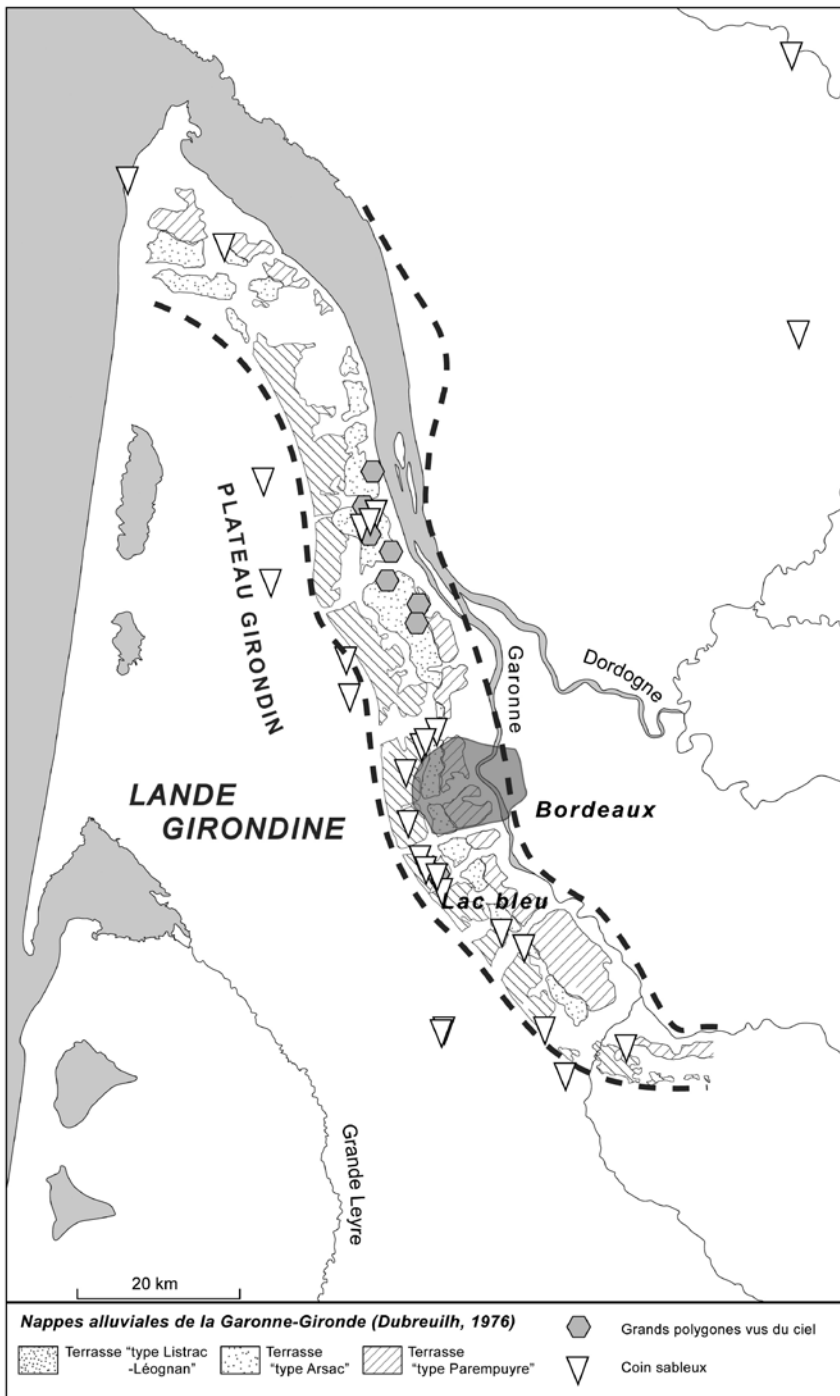 PLATEAU GIRONDIN
Garonne
Dordogne
LANDE
GIRONDINE
Bordeaux
Lac bleu
Grande Leyre
20 km
Nappes alluviales de la Garonne-Gironde (Dubreuilh, 1976)
Terrasse "type Listrac
-Léognan"
Terrasse
"type Arsac"
Terrasse
"type Parempuyre"
Grands polygones vus du ciel
Coin sableux